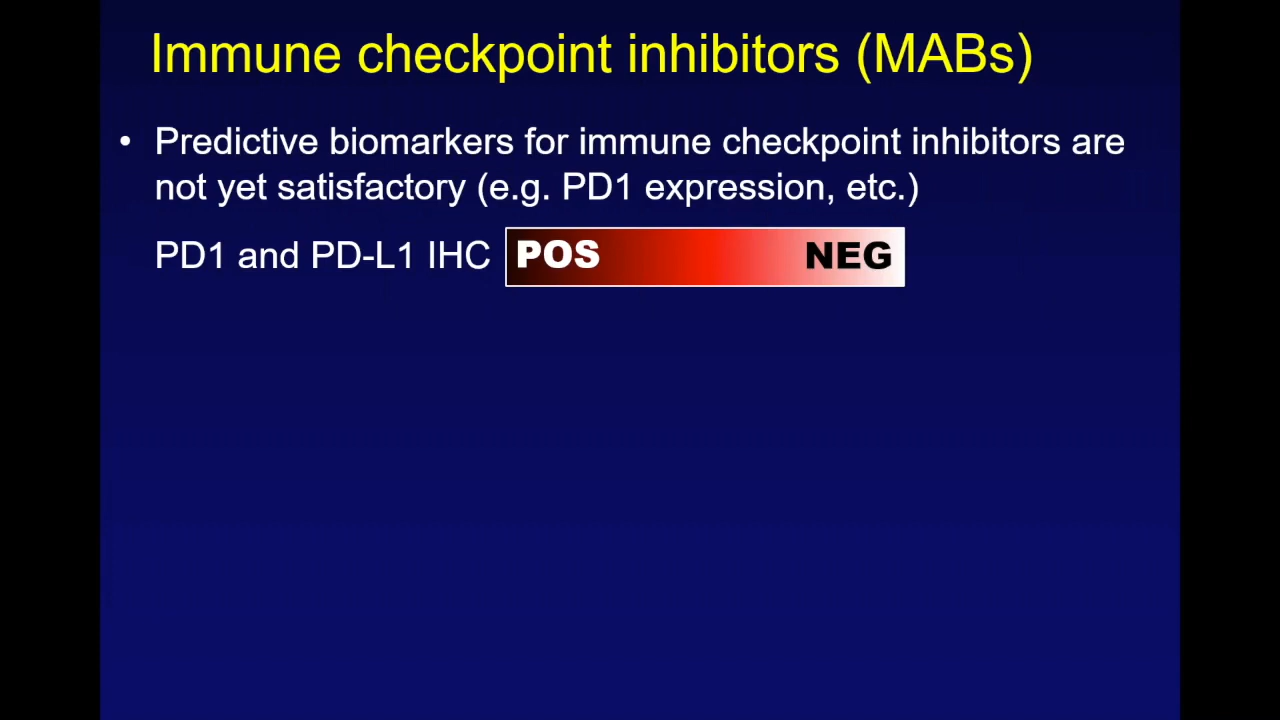 Immune checkpoint inhibitors (MABs)
• Predictive biomarkers for immune checkpoint inhibitors are
not yet satisfactory (e.g. PD1 expression, etc.)
PD1 and PD-L1 IHC POS NEG